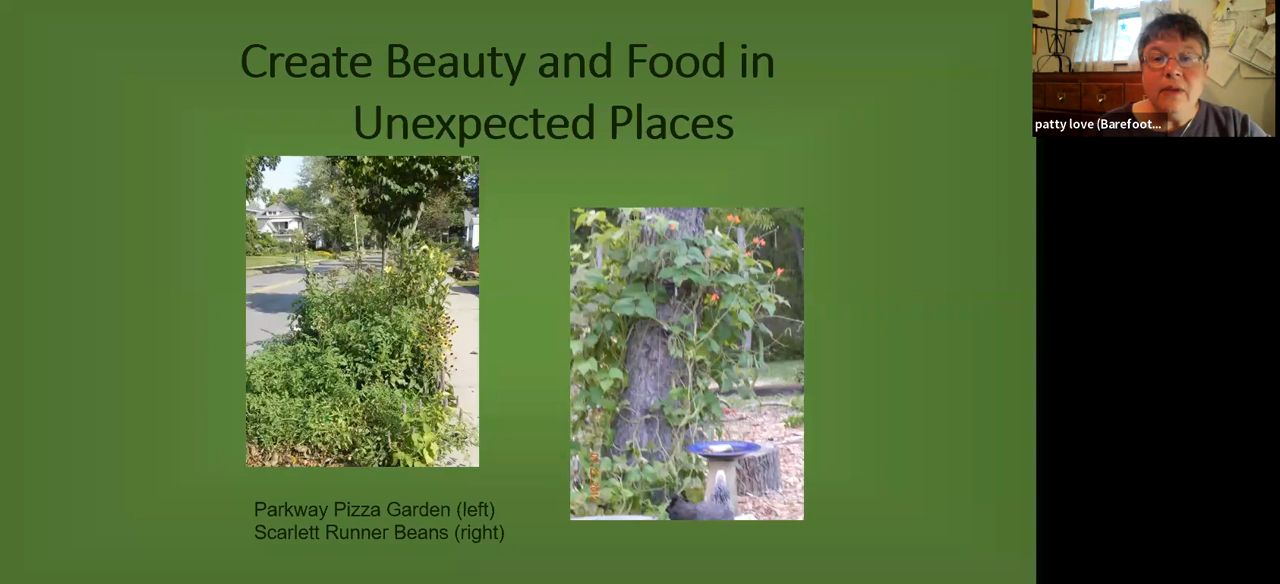 Create Beauty and Food in
Unexpected Places
patty love (Barefoot...
Parkway Pizza Garden (left)
Scarlett Runner Beans (right)